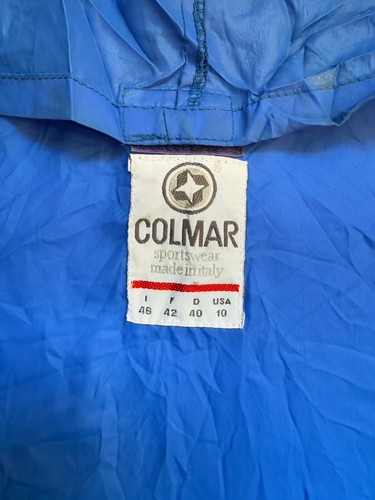 COLMAR
sportswear
made in italy
I F D USA
46 42 40 10